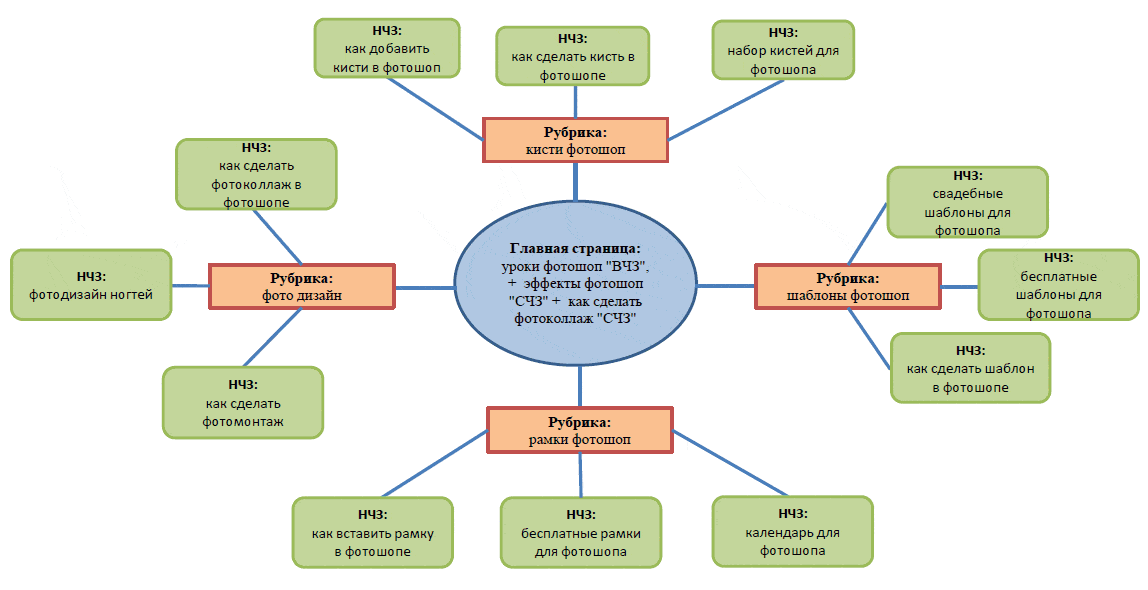 НЧЗ:
как добавить
кисти в фотошоп
НЧЗ:
как сделать кисть в
фотошопе
НЧЗ:
набор кистей для
фотошопа
Рубрика:
кисти фотошоп
НЧЗ:
как сделать
фотоколлаж в
фотошопе
НЧЗ:
свадебные
шаблоны для
фотошопа
НЧЗ:
фотодизайн ногтей
Рубрика:
фото дизайн
Главная страница:
уроки фотошоп "ВЧЗ",
+ эффекты фотошоп
"СЧЗ" + как сделать
фотоколлаж "СЧЗ"
Рубрика:
шаблоны фотошоп
НЧЗ:
бесплатные
шаблоны для
фотошопа
НЧЗ:
как сделать
фотомонтаж
НЧЗ:
как сделать шаблон
в фотошопе
Рубрика:
рамки фотошоп
НЧЗ:
как вставить рамку
в фотошопе
НЧЗ:
бесплатные рамки
для фотошопа
НЧЗ:
календарь для
фотошопа